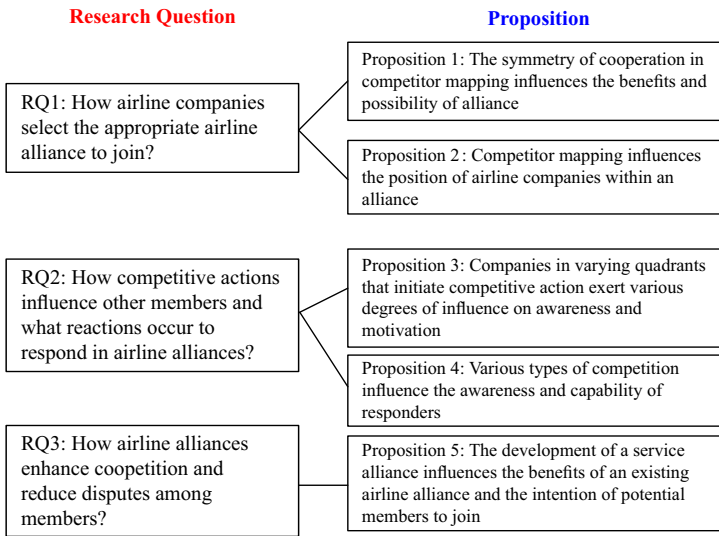 Research Question
Proposition
RQ1: How airline companies
select the appropriate airline
alliance to join?
Proposition 1: The symmetry of cooperation in
competitor mapping influences the benefits and
possibility of alliance
Proposition 2: Competitor mapping influences
the position of airline companies within an
alliance
RQ2: How competitive actions
influence other members and
what reactions occur to
respond in airline alliances?
Proposition 3: Companies in varying quadrants
that initiate competitive action exert various
degrees of influence on awareness and
motivation
Proposition 4: Various types of competition
influence the awareness and capability of
responders
RQ3: How airline alliances
enhance coopetition and
reduce disputes among
members?
Proposition 5: The development of a service
alliance influences the benefits of an existing
airline alliance and the intention of potential
members to join